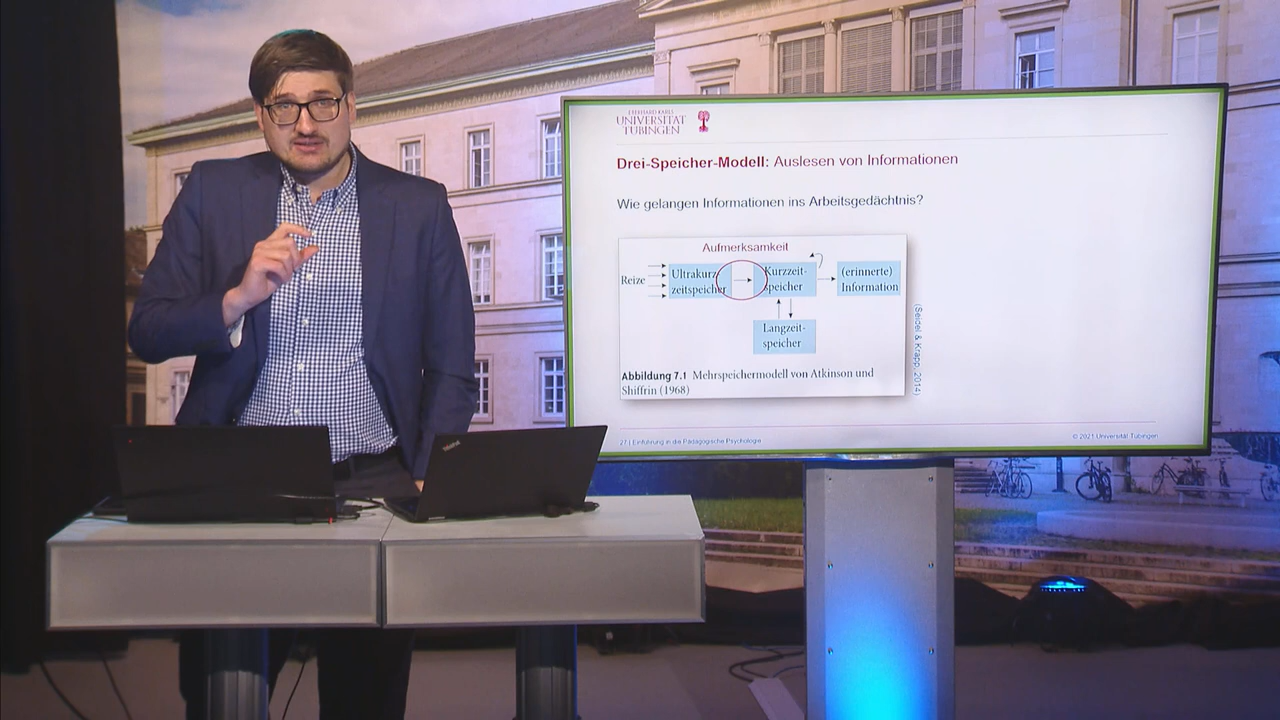 EBERHARD KARLS
UNIVERSITÄT
TÜBINGEN
Drei-Speicher-Modell: Auslesen von Informationen
Wie gelangen Informationen ins Arbeitsgedächtnis?
Aufmerksamkeit
Reize
Ultrakurz-
zeitspeicher
Kurzzeit-
speicher
(erinnerte)
Information
Langzeit-
speicher
Abbildung 7.1 Mehrspeichermodell von Atkinson und
Shiffrin (1968)
(Seidel & Krapp, 2014)
27 | Einführung in die Pädagogische Psychologie
© 2021 Universität Tübingen
ThinkPad